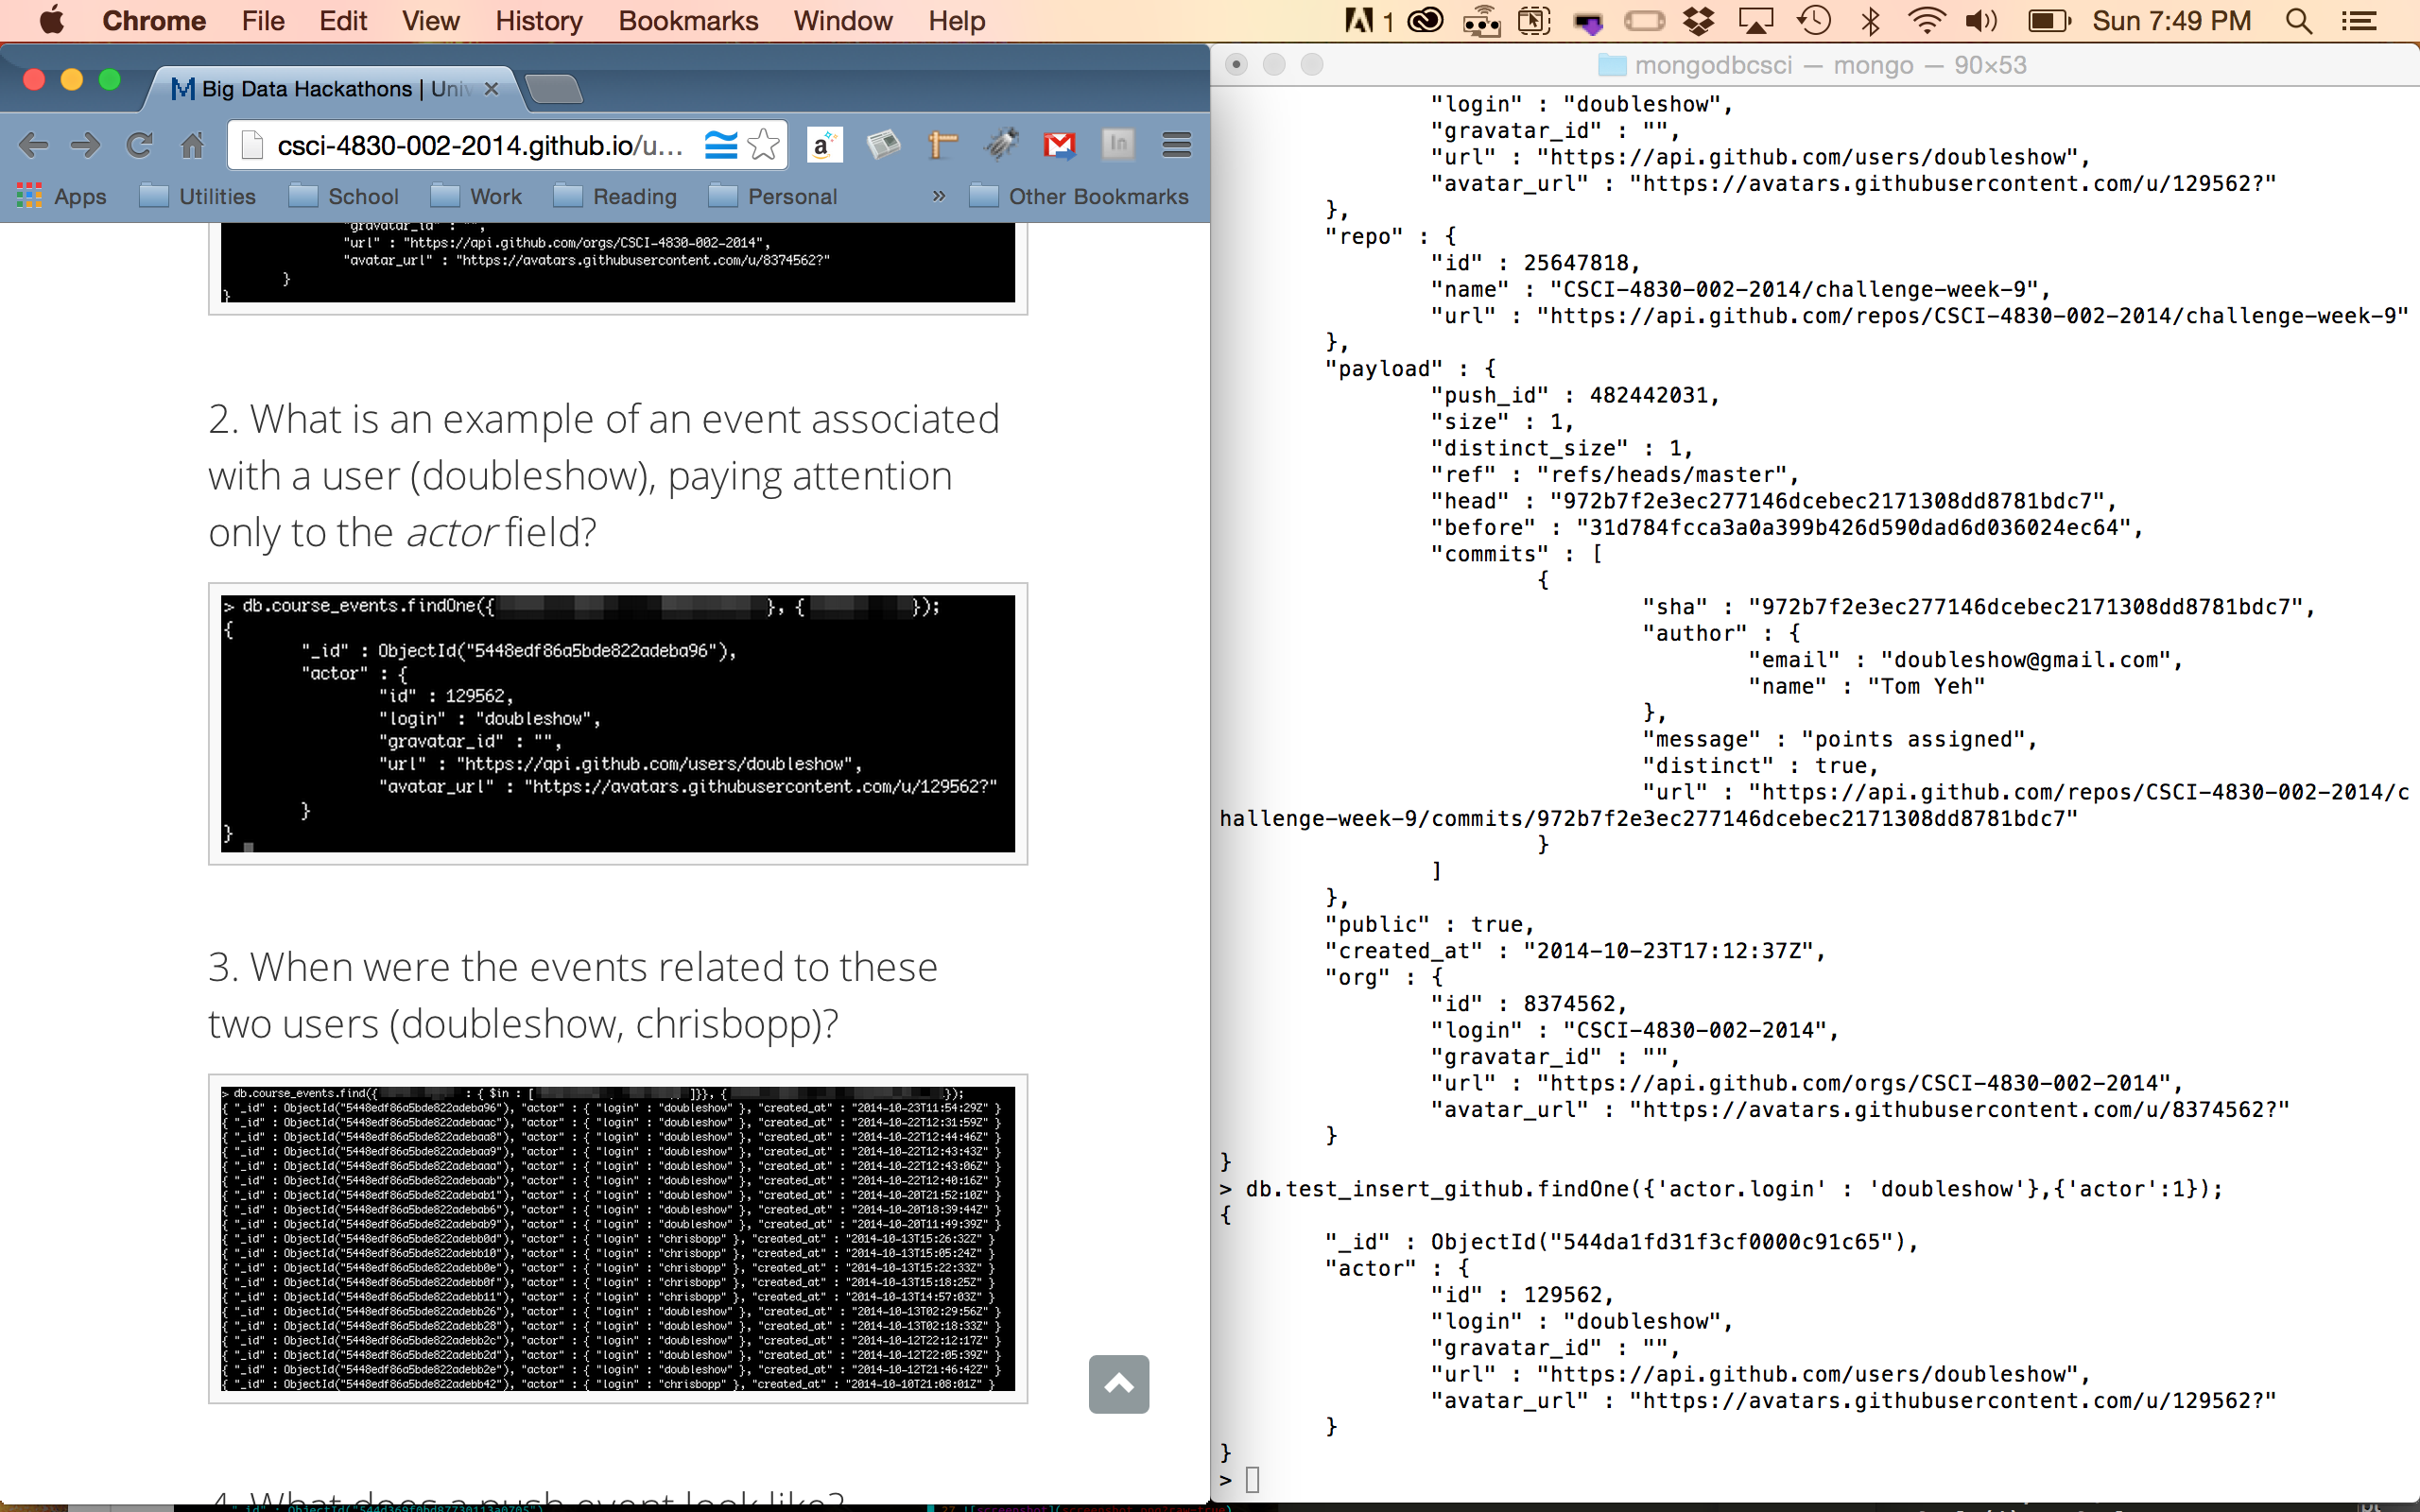 Chrome File Edit View History Bookmarks Window Help 1 Sun 7:49 PM
Big Data Hackathons | Univ
csci-4830-002-2014.github.io/u...
Apps Utilities School Work Reading Personal » Other Bookmarks
"gravatar_id" : "",
"url" : "https://api.github.com/orgs/CSCI-4830-002-2014",
"avatar_url" : "https://avatars.githubusercontent.com/u/8374562?"
}
}
2. What is an example of an event associated
with a user (doubleshow), paying attention
only to the actor field?
> db.course_events.findOne({ }, { });
{
"_id" : ObjectId("5448edf86a5bde822adeba96"),
"actor" : {
"id" : 129562,
"login" : "doubleshow",
"gravatar_id" : "",
"url" : "https://api.github.com/users/doubleshow",
"avatar_url" : "https://avatars.githubusercontent.com/u/129562?"
}
}
3. When were the events related to these
two users (doubleshow, chrisbopp)?
> db.course_events.find({ : { $in : [ ]}}, { });
{ "_id" : ObjectId("5448edf86a5bde822adeba96"), "actor" : { "login" : "doubleshow" }, "created_at" : "2014-10-23T11:54:29Z" }
{ "_id" : ObjectId("5448edf86a5bde822adebaac"), "actor" : { "login" : "doubleshow" }, "created_at" : "2014-10-22T12:31:59Z" }
{ "_id" : ObjectId("5448edf86a5bde822adebaa8"), "actor" : { "login" : "doubleshow" }, "created_at" : "2014-10-22T12:44:46Z" }
{ "_id" : ObjectId("5448edf86a5bde822adebaa9"), "actor" : { "login" : "doubleshow" }, "created_at" : "2014-10-22T12:43:43Z" }
{ "_id" : ObjectId("5448edf86a5bde822adebaaa"), "actor" : { "login" : "doubleshow" }, "created_at" : "2014-10-22T12:43:06Z" }
{ "_id" : ObjectId("5448edf86a5bde822adebaab"), "actor" : { "login" : "doubleshow" }, "created_at" : "2014-10-22T12:40:16Z" }
{ "_id" : ObjectId("5448edf86a5bde822adebab1"), "actor" : { "login" : "doubleshow" }, "created_at" : "2014-10-20T21:52:10Z" }
{ "_id" : ObjectId("5448edf86a5bde822adebab6"), "actor" : { "login" : "doubleshow" }, "created_at" : "2014-10-20T18:39:44Z" }
{ "_id" : ObjectId("5448edf86a5bde822adebab9"), "actor" : { "login" : "doubleshow" }, "created_at" : "2014-10-20T11:49:39Z" }
{ "_id" : ObjectId("5448edf86a5bde822adebb0d"), "actor" : { "login" : "chrisbopp" }, "created_at" : "2014-10-13T15:26:32Z" }
{ "_id" : ObjectId("5448edf86a5bde822adebb10"), "actor" : { "login" : "chrisbopp" }, "created_at" : "2014-10-13T15:05:24Z" }
{ "_id" : ObjectId("5448edf86a5bde822adebb0e"), "actor" : { "login" : "chrisbopp" }, "created_at" : "2014-10-13T15:22:33Z" }
{ "_id" : ObjectId("5448edf86a5bde822adebb0f"), "actor" : { "login" : "chrisbopp" }, "created_at" : "2014-10-13T15:18:25Z" }
{ "_id" : ObjectId("5448edf86a5bde822adebb11"), "actor" : { "login" : "chrisbopp" }, "created_at" : "2014-10-13T14:57:03Z" }
{ "_id" : ObjectId("5448edf86a5bde822adebb26"), "actor" : { "login" : "doubleshow" }, "created_at" : "2014-10-13T02:29:56Z" }
{ "_id" : ObjectId("5448edf86a5bde822adebb28"), "actor" : { "login" : "doubleshow" }, "created_at" : "2014-10-13T02:18:33Z" }
{ "_id" : ObjectId("5448edf86a5bde822adebb2c"), "actor" : { "login" : "doubleshow" }, "created_at" : "2014-10-12T22:12:17Z" }
{ "_id" : ObjectId("5448edf86a5bde822adebb2d"), "actor" : { "login" : "doubleshow" }, "created_at" : "2014-10-12T22:05:39Z" }
{ "_id" : ObjectId("5448edf86a5bde822adebb2e"), "actor" : { "login" : "doubleshow" }, "created_at" : "2014-10-12T21:46:42Z" }
{ "_id" : ObjectId("5448edf86a5bde822adebb42"), "actor" : { "login" : "chrisbopp" }, "created_at" : "2014-10-10T21:08:01Z" }
4. What does a push event look like?
mongodbcsci — mongo — 90×53
"login" : "doubleshow",
"gravatar_id" : "",
"url" : "https://api.github.com/users/doubleshow",
"avatar_url" : "https://avatars.githubusercontent.com/u/129562?"
},
"repo" : {
"id" : 25647818,
"name" : "CSCI-4830-002-2014/challenge-week-9",
"url" : "https://api.github.com/repos/CSCI-4830-002-2014/challenge-week-9"
},
"payload" : {
"push_id" : 482442031,
"size" : 1,
"distinct_size" : 1,
"ref" : "refs/heads/master",
"head" : "972b7f2e3ec277146dcebec2171308dd8781bdc7",
"before" : "31d784fcca3a0a399b426d590dad6d036024ec64",
"commits" : [
{
"sha" : "972b7f2e3ec277146dcebec2171308dd8781bdc7",
"author" : {
"email" : "doubleshow@gmail.com",
"name" : "Tom Yeh"
},
"message" : "points assigned",
"distinct" : true,
"url" : "https://api.github.com/repos/CSCI-4830-002-2014/c
hallenge-week-9/commits/972b7f2e3ec277146dcebec2171308dd8781bdc7"
}
]
},
"public" : true,
"created_at" : "2014-10-23T17:12:37Z",
"org" : {
"id" : 8374562,
"login" : "CSCI-4830-002-2014",
"gravatar_id" : "",
"url" : "https://api.github.com/orgs/CSCI-4830-002-2014",
"avatar_url" : "https://avatars.githubusercontent.com/u/8374562?"
}
}
> db.test_insert_github.findOne({'actor.login' : 'doubleshow'},{'actor':1});
{
"_id" : ObjectId("544da1fd31f3cf0000c91c65"),
"actor" : {
"id" : 129562,
"login" : "doubleshow",
"gravatar_id" : "",
"url" : "https://api.github.com/users/doubleshow",
"avatar_url" : "https://avatars.githubusercontent.com/u/129562?"
}
}
>